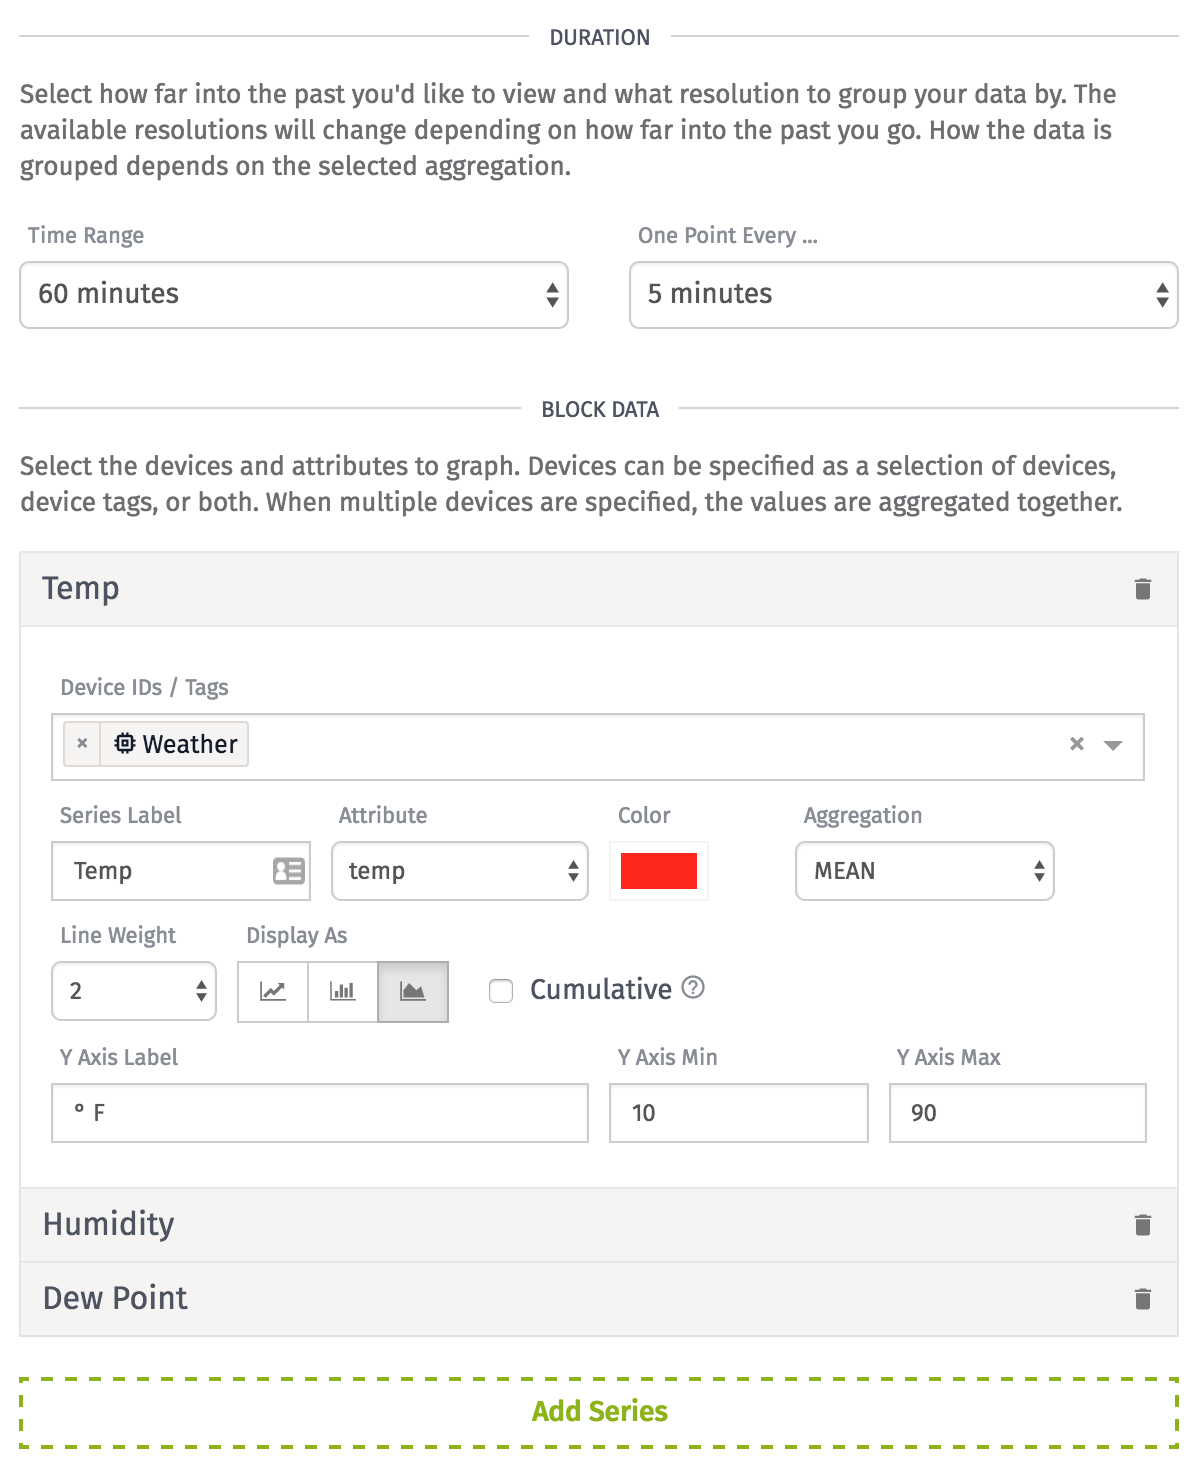 DURATION
Select how far into the past you'd like to view and what resolution to group your data by. The
available resolutions will change depending on how far into the past you go. How the data is
grouped depends on the selected aggregation.
Time Range
One Point Every ...
60 minutes
5 minutes
BLOCK DATA
Select the devices and attributes to graph. Devices can be specified as a selection of devices,
device tags, or both. When multiple devices are specified, the values are aggregated together.
Temp
Device IDs / Tags
× Weather ×
Series Label
Attribute
Color
Aggregation
Temp
temp
MEAN
Line Weight
Display As
2
Cumulative ?
Y Axis Label
Y Axis Min
Y Axis Max
° F
10
90
Humidity
Dew Point
Add Series